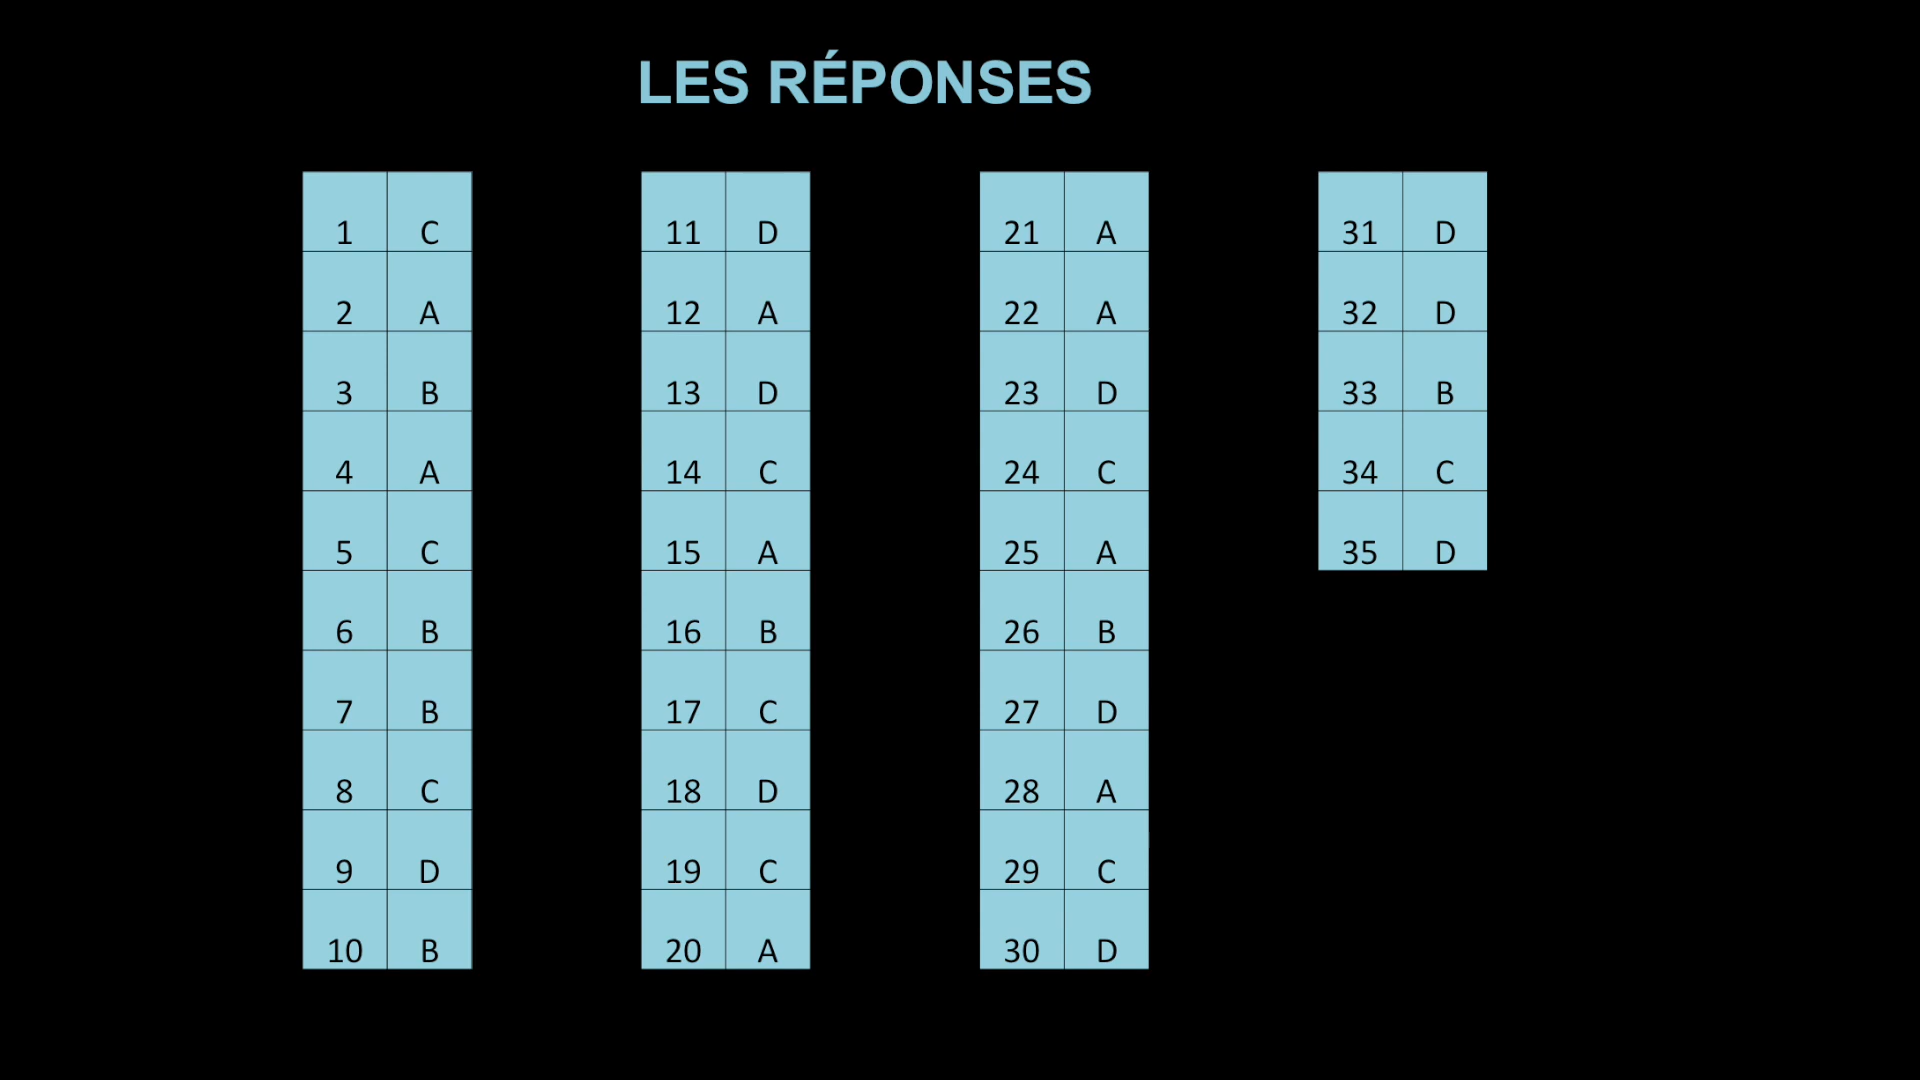 LES RÉPONSES
1 C
2 A
3 B
4 A
5 C
6 B
7 B
8 C
9 D
10 B
11 D
12 A
13 D
14 C
15 A
16 B
17 C
18 D
19 C
20 A
21 A
22 A
23 D
24 C
25 A
26 B
27 D
28 A
29 C
30 D
31 D
32 D
33 B
34 C
35 D